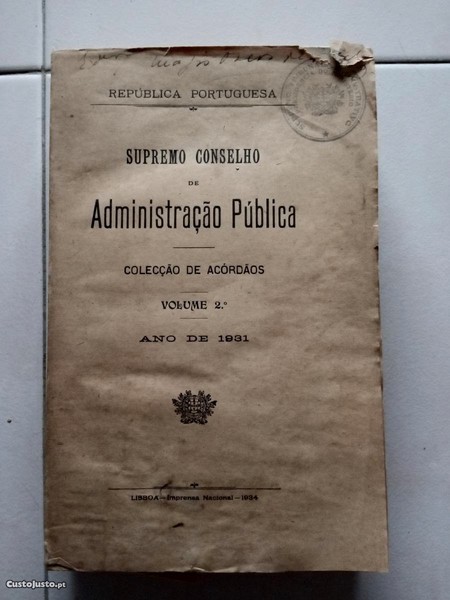 REPÚBLICA PORTUGUESA
SUPREMO CONSELHO
DE
Administração Pública
COLECÇÃO DE ACÓRDÃOS
VOLUME 2.º
ANO DE 1931
LISBOA—Imprensa Nacional—1934
CustoJusto.pt